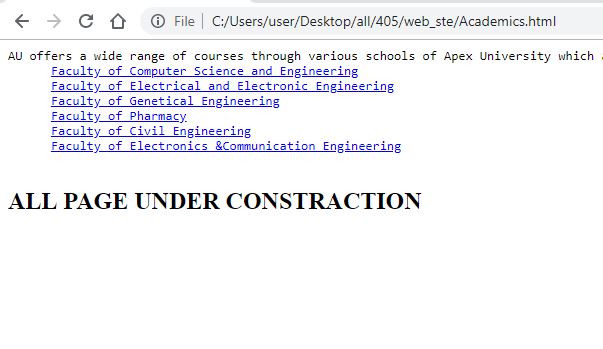 File | C:/Users/user/Desktop/all/405/web_ste/Academics.html
AU offers a wide range of courses through various schools of Apex University which
Faculty of Computer Science and Engineering
Faculty of Electrical and Electronic Engineering
Faculty of Genetical Engineering
Faculty of Pharmacy
Faculty of Civil Engineering
Faculty of Electronics &Communication Engineering
ALL PAGE UNDER CONSTRACTION